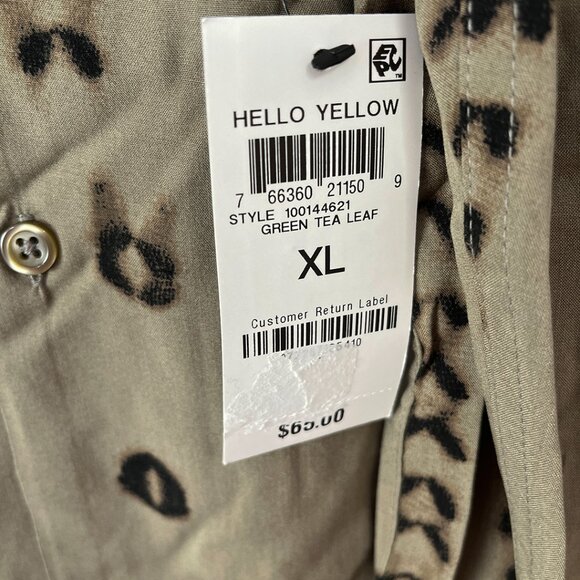 HELLO YELLOW
7 66360 21150 9
STYLE 100144621
GREEN TEA LEAF
XL
Customer Return Label
$65.00